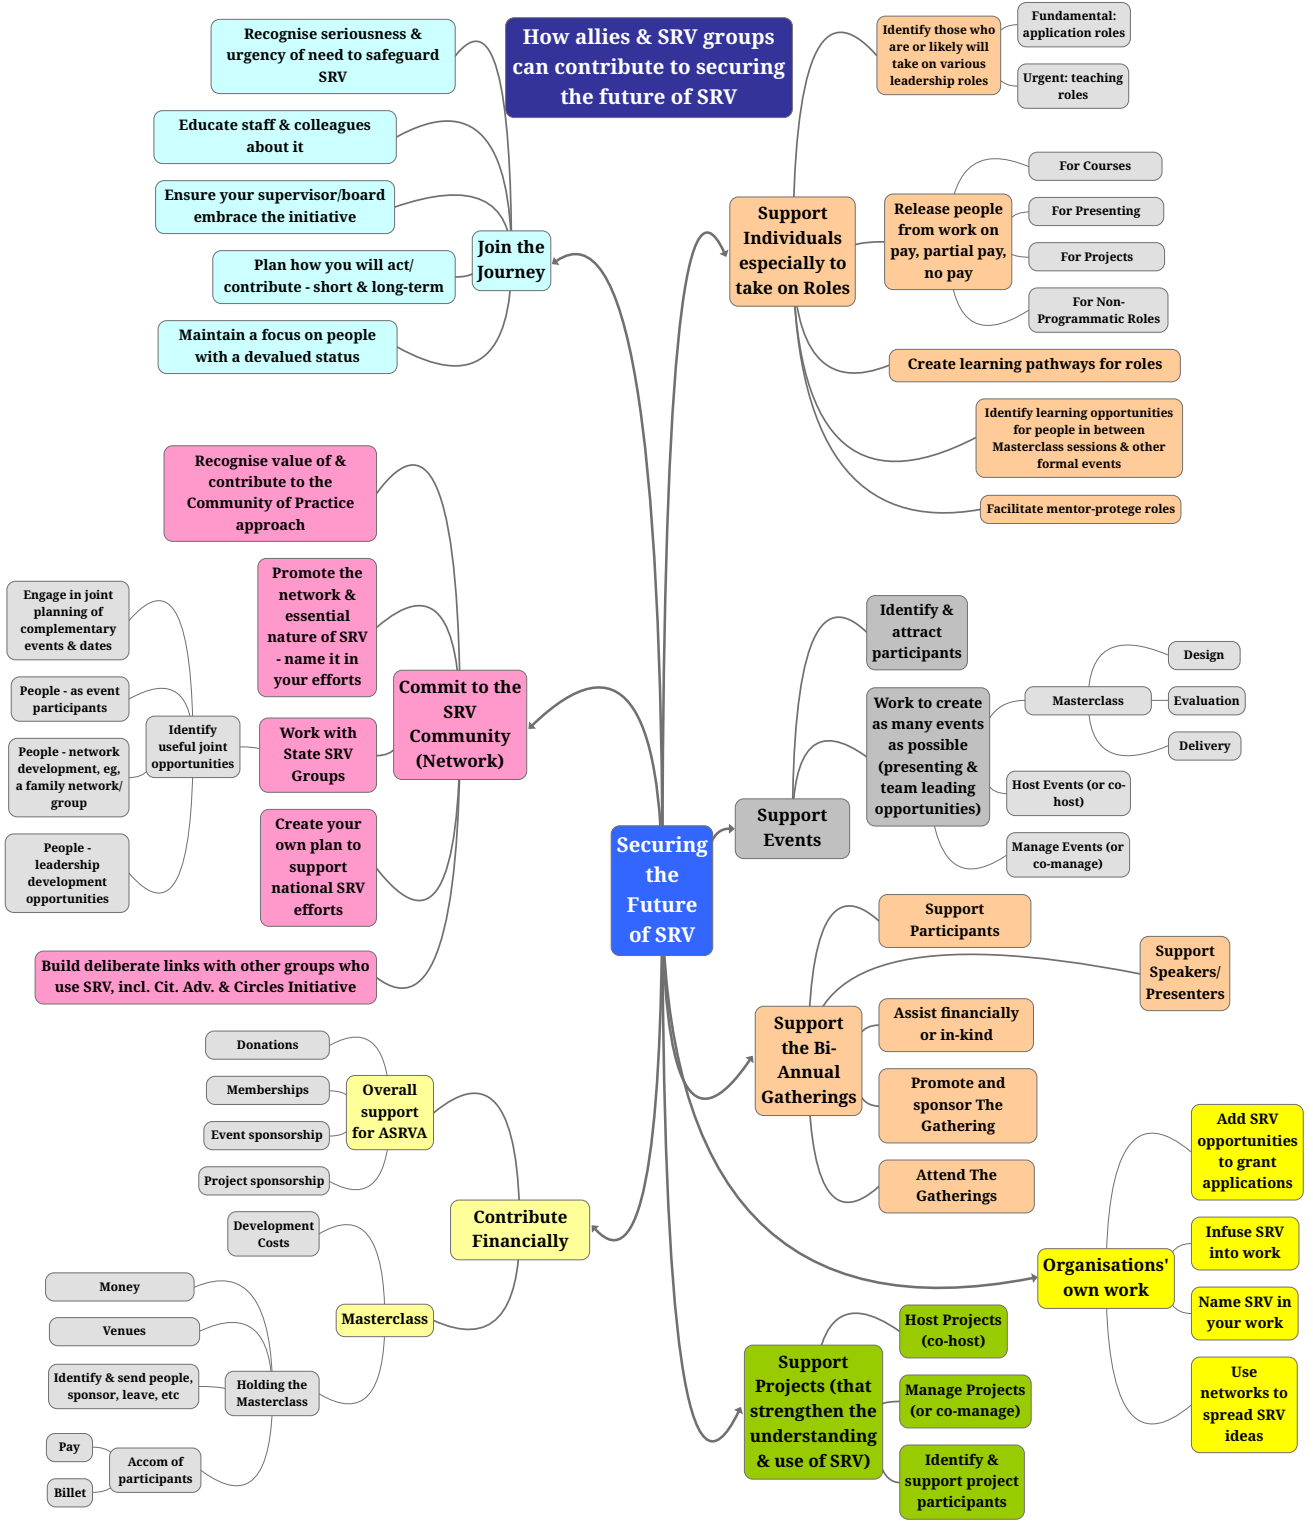 How allies & SRV groups
can contribute to securing
the future of SRV
Securing
the
Future
of SRV
Join the
Journey
Recognise seriousness &
urgency of need to safeguard
SRV
Educate staff & colleagues
about it
Ensure your supervisor/board
embrace the initiative
Plan how you will act/
contribute - short & long-term
Maintain a focus on people
with a devalued status
Commit to the
SRV
Community
(Network)
Recognise value of &
contribute to the
Community of Practice
approach
Promote the
network &
essential
nature of SRV
- name it in
your efforts
Work with
State SRV
Groups
Identify
useful joint
opportunities
Engage in joint
planning of
complementary
events & dates
People - as event
participants
People - network
development, eg,
a family network/
group
People -
leadership
development
opportunities
Create your
own plan to
support
national SRV
efforts
Build deliberate links with other groups who
use SRV, incl. Cit. Adv. & Circles Initiative
Contribute
Financially
Overall
support
for ASRVA
Donations
Memberships
Event sponsorship
Project sponsorship
Masterclass
Development
Costs
Holding the
Masterclass
Money
Venues
Identify & send people,
sponsor, leave, etc
Accom of
participants
Pay
Billet
Support
Individuals
especially to
take on Roles
Identify those who
are or likely will
take on various
leadership roles
Fundamental:
application roles
Urgent: teaching
roles
Release people
from work on
pay, partial pay,
no pay
For Courses
For Presenting
For Projects
For Non-
Programmatic Roles
Create learning pathways for roles
Identify learning opportunities
for people in between
Masterclass sessions & other
formal events
Facilitate mentor-protege roles
Support
Events
Identify &
attract
participants
Work to create
as many events
as possible
(presenting &
team leading
opportunities)
Masterclass
Design
Evaluation
Delivery
Host Events (or co-
host)
Manage Events (or
co-manage)
Support
the Bi-
Annual
Gatherings
Support
Participants
Support
Speakers/
Presenters
Assist financially
or in-kind
Promote and
sponsor The
Gathering
Attend The
Gatherings
Organisations'
own work
Add SRV
opportunities
to grant
applications
Infuse SRV
into work
Name SRV in
your work
Use
networks to
spread SRV
ideas
Support
Projects (that
strengthen the
understanding
& use of SRV)
Host Projects
(co-host)
Manage Projects
(or co-manage)
Identify &
support project
participants